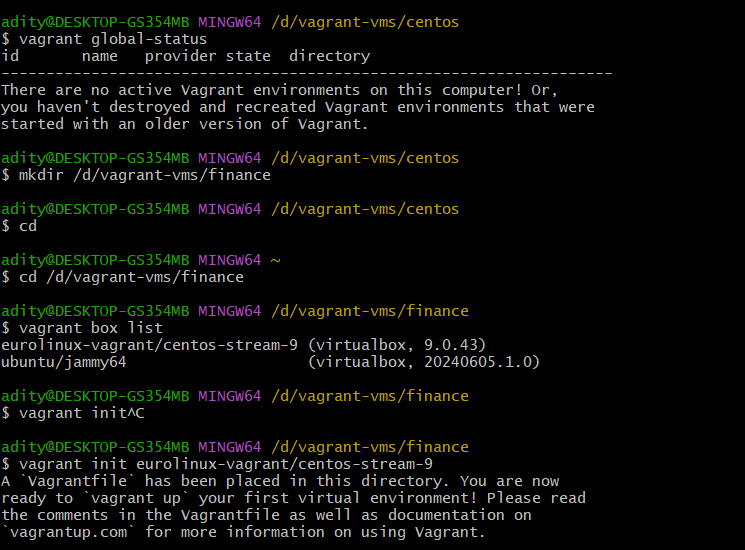 adity@DESKTOP-GS354MB MINGW64 /d/vagrant-vms/centos
$ vagrant global-status
id       name   provider state  directory
--------------------------------------------------------------------
There are no active Vagrant environments on this computer! Or,
you haven't destroyed and recreated Vagrant environments that were
started with an older version of Vagrant.
adity@DESKTOP-GS354MB MINGW64 /d/vagrant-vms/centos
$ mkdir /d/vagrant-vms/finance
adity@DESKTOP-GS354MB MINGW64 /d/vagrant-vms/centos
$ cd
adity@DESKTOP-GS354MB MINGW64 ~
$ cd /d/vagrant-vms/finance
adity@DESKTOP-GS354MB MINGW64 /d/vagrant-vms/finance
$ vagrant box list
eurolinux-vagrant/centos-stream-9 (virtualbox, 9.0.43)
ubuntu/jammy64                    (virtualbox, 20240605.1.0)
adity@DESKTOP-GS354MB MINGW64 /d/vagrant-vms/finance
$ vagrant init^C
adity@DESKTOP-GS354MB MINGW64 /d/vagrant-vms/finance
$ vagrant init eurolinux-vagrant/centos-stream-9
A `Vagrantfile` has been placed in this directory. You are now
ready to `vagrant up` your first virtual environment! Please read
the comments in the Vagrantfile as well as documentation on
`vagrantup.com` for more information on using Vagrant.